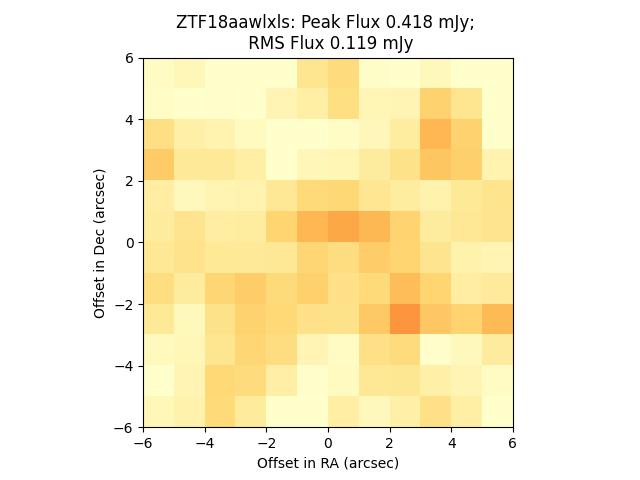 ZTF18aawlxls: Peak Flux 0.418 mJy;
RMS Flux 0.119 mJy
6
4
2
0
−2
−4
−6
Offset in Dec (arcsec)
−6 −4 −2 0 2 4 6
Offset in RA (arcsec)